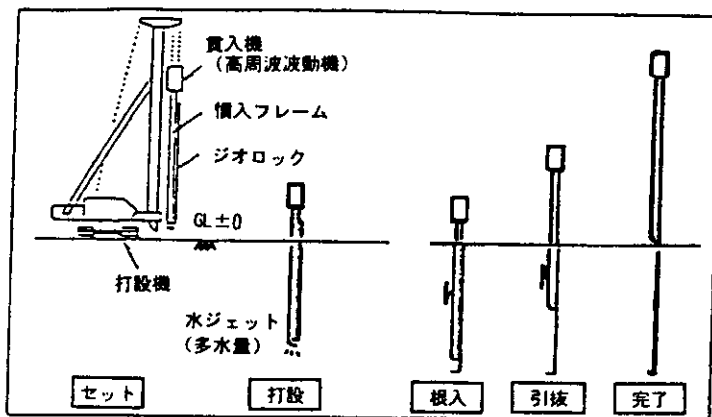 貫入機
(高周波波動機)
慣入フレーム
ジオロック
GL±0
打設機
水ジェット
(多水量)
セット
打設
根入
引抜
完了